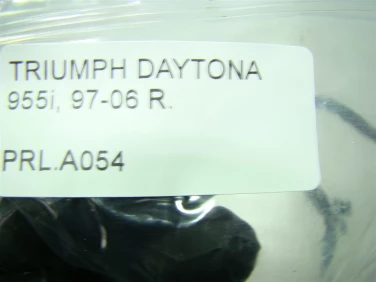 TRIUMPH DAYTONA
955i, 97-06 R.
PRL.A054